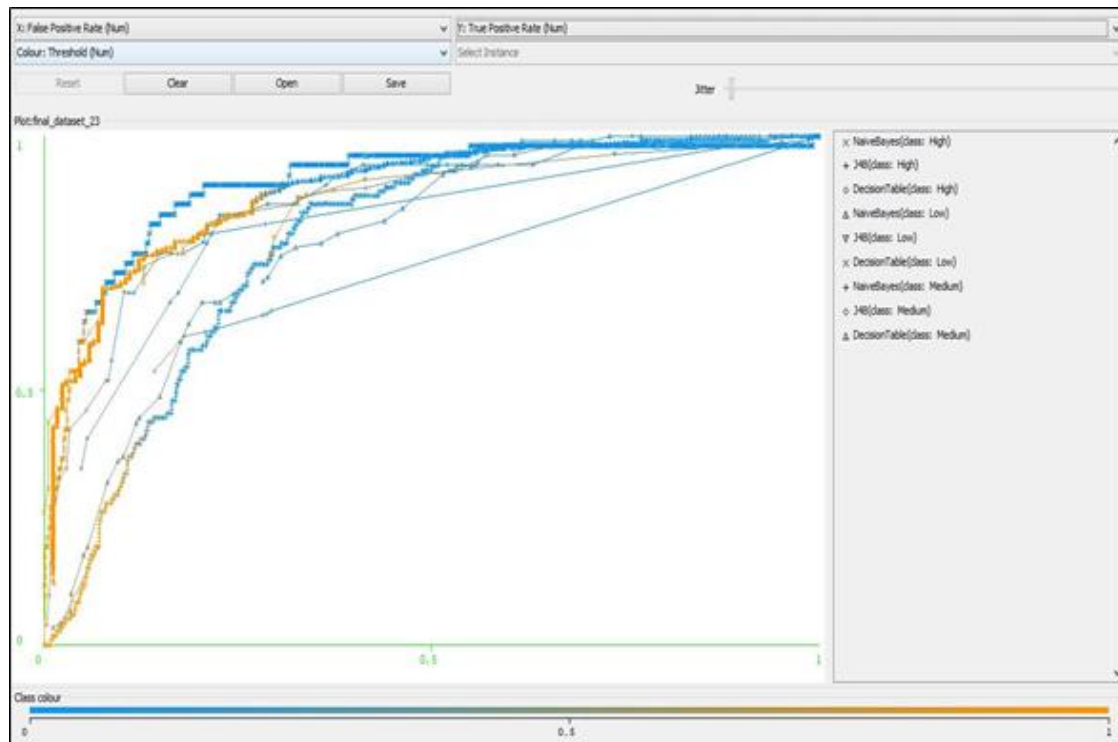 X: False Positive Rate (Num)
Y: True Positive Rate (Num)
Colour: Threshold (Num)
Select Instance
Reset
Clear
Open
Save
Jitter
Plot:final_dataset_23
1
0.5
0
0
0.5
1
x NaiveBayes(class: High)
+ J48(class: High)
◇ DecisionTable(class: High)
△ NaiveBayes(class: Low)
▽ J48(class: Low)
x DecisionTable(class: Low)
+ NaiveBayes(class: Medium)
◇ J48(class: Medium)
△ DecisionTable(class: Medium)
Class colour
0
0.5
1